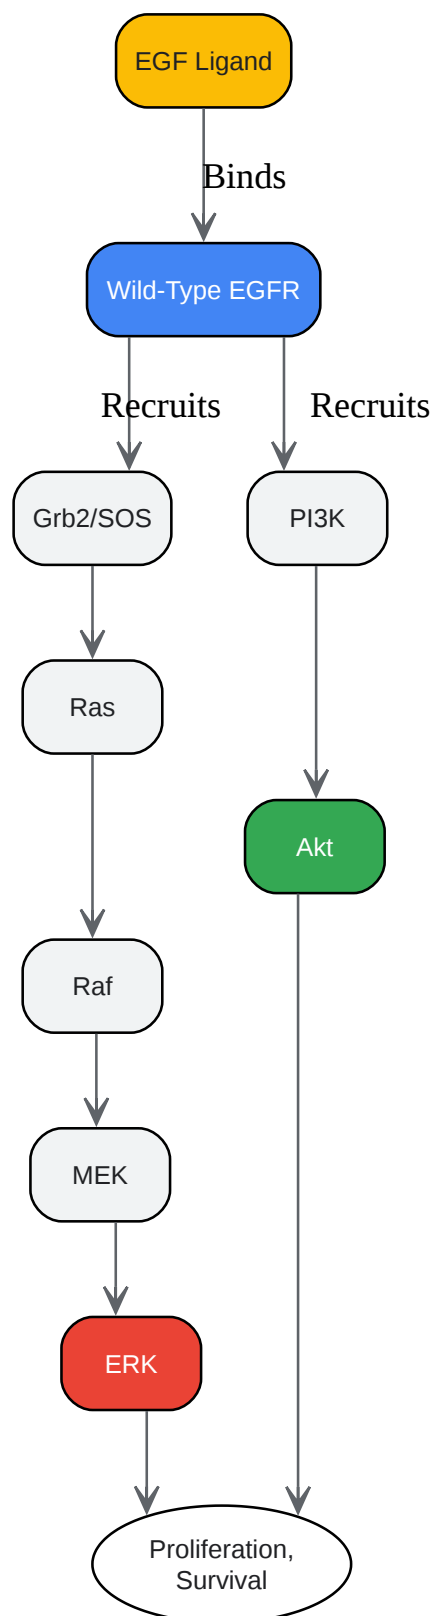 EGF Ligand
Binds
Wild-Type EGFR
Recruits
Recruits
Grb2/SOS
PI3K
Ras
Akt
Raf
MEK
ERK
Proliferation,
Survival